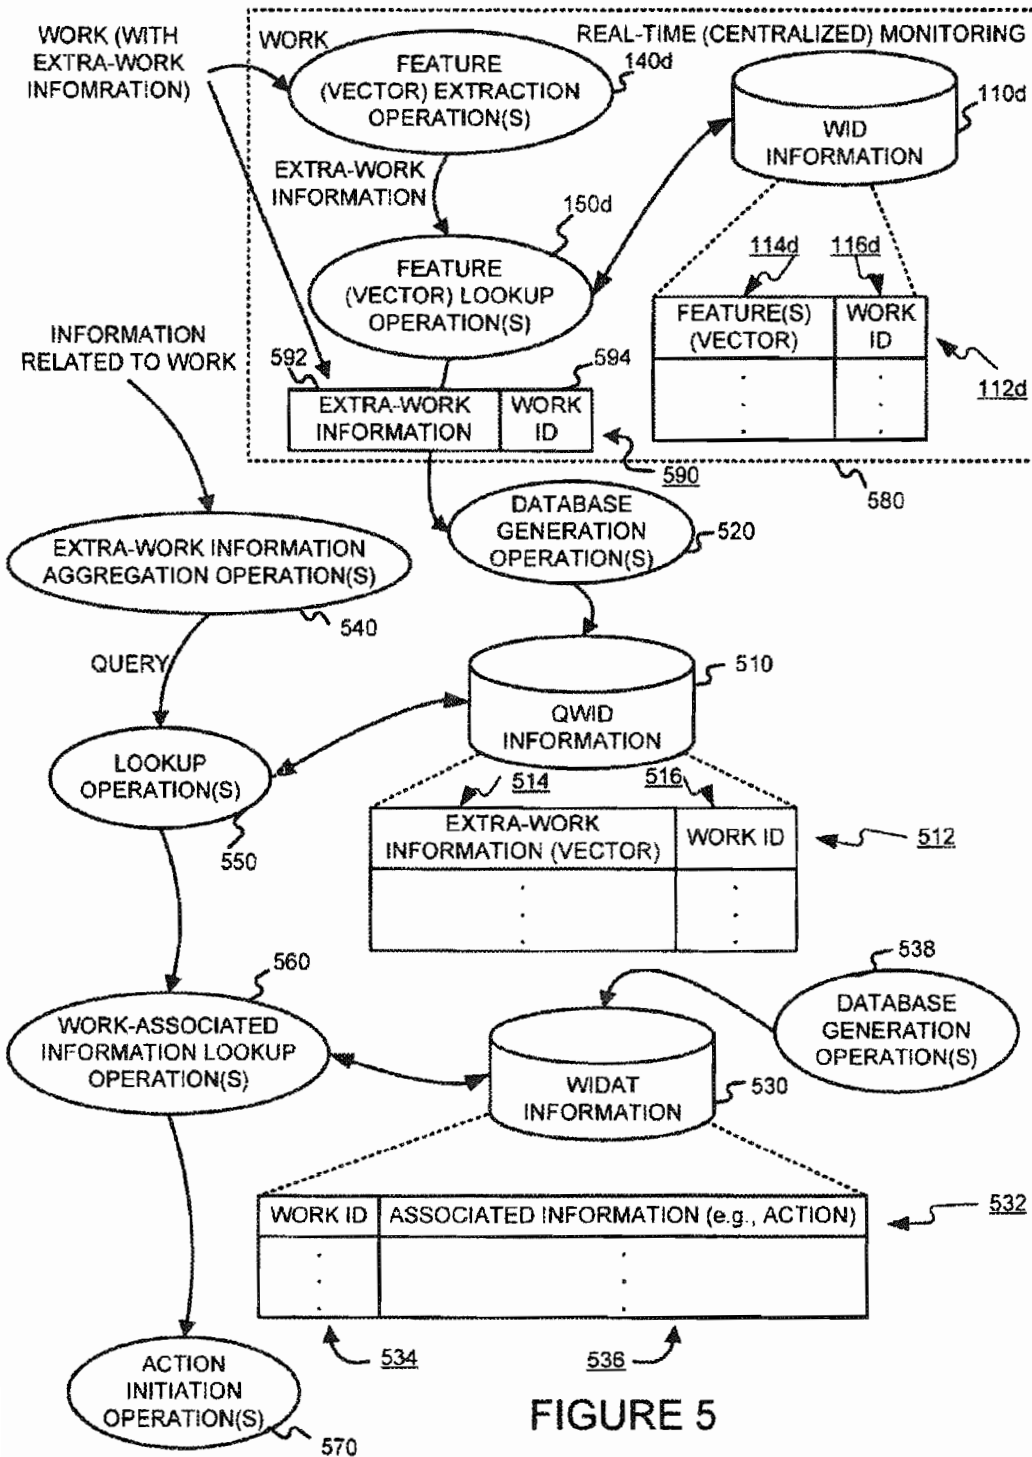 WORK (WITH
EXTRA-WORK
INFOMRATION)
WORK
REAL-TIME (CENTRALIZED) MONITORING
FEATURE
(VECTOR) EXTRACTION
OPERATION(S)
140d
110d
WID
INFORMATION
EXTRA-WORK
INFORMATION
150d
FEATURE
(VECTOR) LOOKUP
OPERATION(S)
114d
116d
FEATURE(S)
(VECTOR)
WORK
ID
112d
INFORMATION
RELATED TO WORK
592
594
EXTRA-WORK
INFORMATION
WORK
ID
590
580
DATABASE
GENERATION
OPERATION(S)
520
EXTRA-WORK INFORMATION
AGGREGATION OPERATION(S)
540
QUERY
510
QWID
INFORMATION
LOOKUP
OPERATION(S)
550
514
516
EXTRA-WORK
INFORMATION (VECTOR)
WORK ID
512
538
DATABASE
GENERATION
OPERATION(S)
560
WORK-ASSOCIATED
INFORMATION LOOKUP
OPERATION(S)
WIDAT
INFORMATION
530
WORK ID
ASSOCIATED INFORMATION (e.g., ACTION)
532
534
536
ACTION
INITIATION
OPERATION(S)
570
FIGURE 5